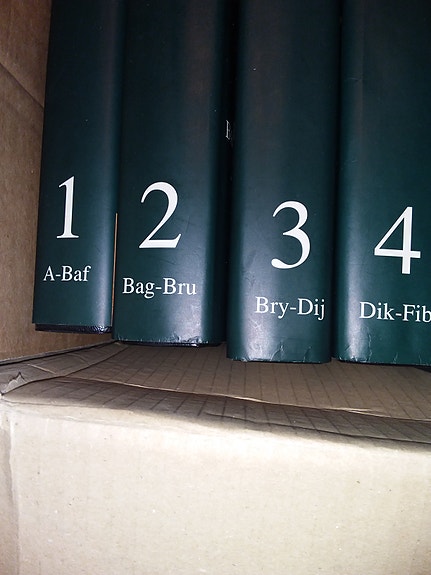 1
A-Baf
2
Bag-Bru
3
Bry-Dij
4
Dik-Fib